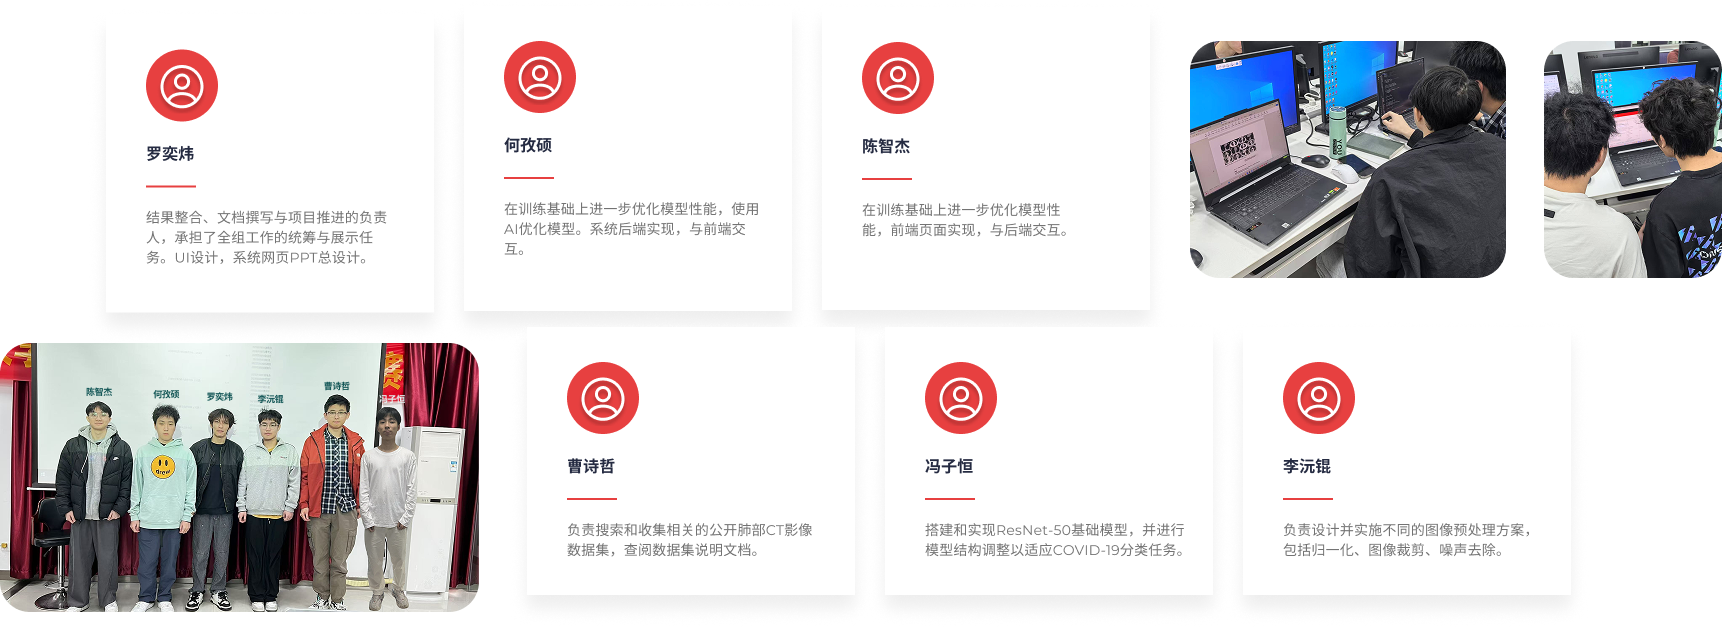 罗奕炜
结果整合、文档撰写与项目推进的负责
人，承担了全组工作的统筹与展示任
务。UI设计，系统网页PPT总设计。
何孜硕
在训练基础上进一步优化模型性能，使用
AI优化模型。系统后端实现，与前端交
互。
陈智杰
在训练基础上进一步优化模型性
能，前端页面实现，与后端交互。
陈智杰
何孜硕
罗奕炜
李沅锟
曹诗哲
冯子恒
曹诗哲
负责搜索和收集相关的公开肺部CT影像
数据集，查阅数据集说明文档。
冯子恒
搭建和实现ResNet-50基础模型，并进行
模型结构调整以适应COVID-19分类任务。
李沅锟
负责设计并实施不同的图像预处理方案，
包括归一化、图像裁剪、噪声去除。